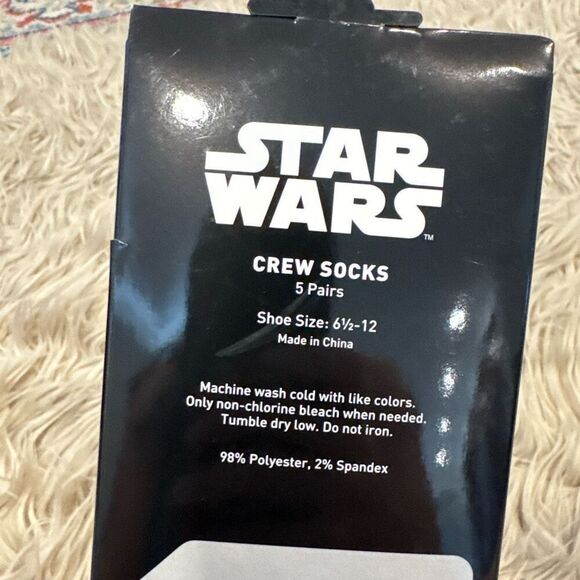 STAR
WARS™
CREW SOCKS
5 Pairs
Shoe Size: 6½-12
Made in China
Machine wash cold with like colors.
Only non-chlorine bleach when needed.
Tumble dry low. Do not iron.
98% Polyester, 2% Spandex